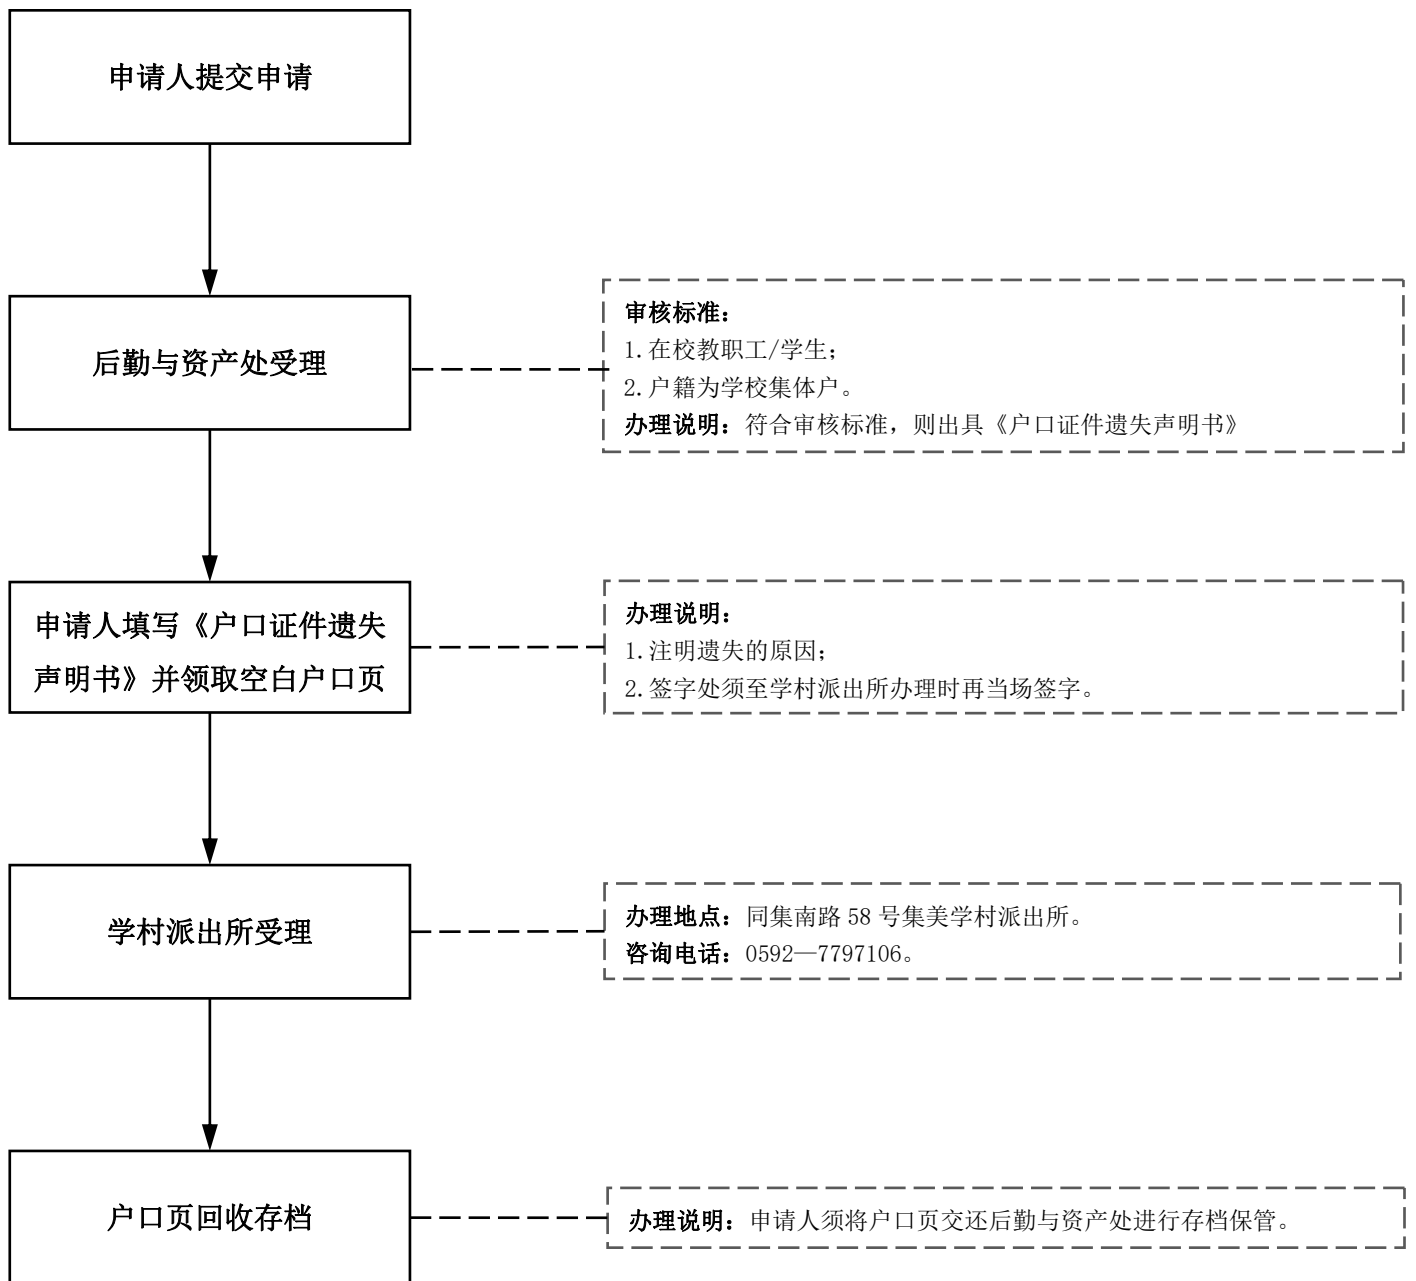 申请人提交申请
后勤与资产处受理
审核标准：
1.在校教职工/学生；
2.户籍为学校集体户。
办理说明：符合审核标准，则出具《户口证件遗失声明书》
申请人填写《户口证件遗失
声明书》并领取空白户口页
办理说明：
1.注明遗失的原因；
2.签字处须至学村派出所办理时再当场签字。
学村派出所受理
办理地点：同集南路 58 号集美学村派出所。
咨询电话：0592—7797106。
户口页回收存档
办理说明：申请人须将户口页交还后勤与资产处进行存档保管。